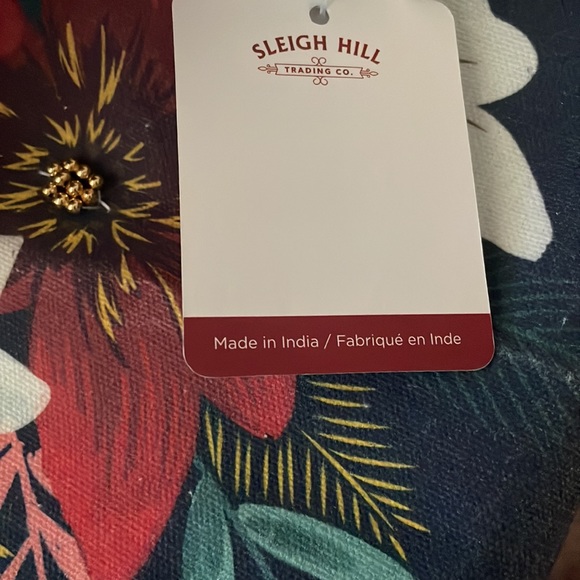 SLEIGH HILL
TRADING CO.
Made in India / Fabriqué en Inde